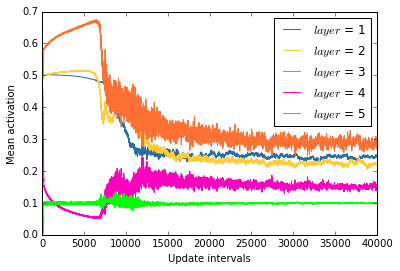 0.7
0.6
0.5
0.4
0.3
0.2
0.1
0.0
Mean activation
layer = 1
layer = 2
layer = 3
layer = 4
layer = 5
0 5000 10000 15000 20000 25000 30000 35000 40000
Update intervals